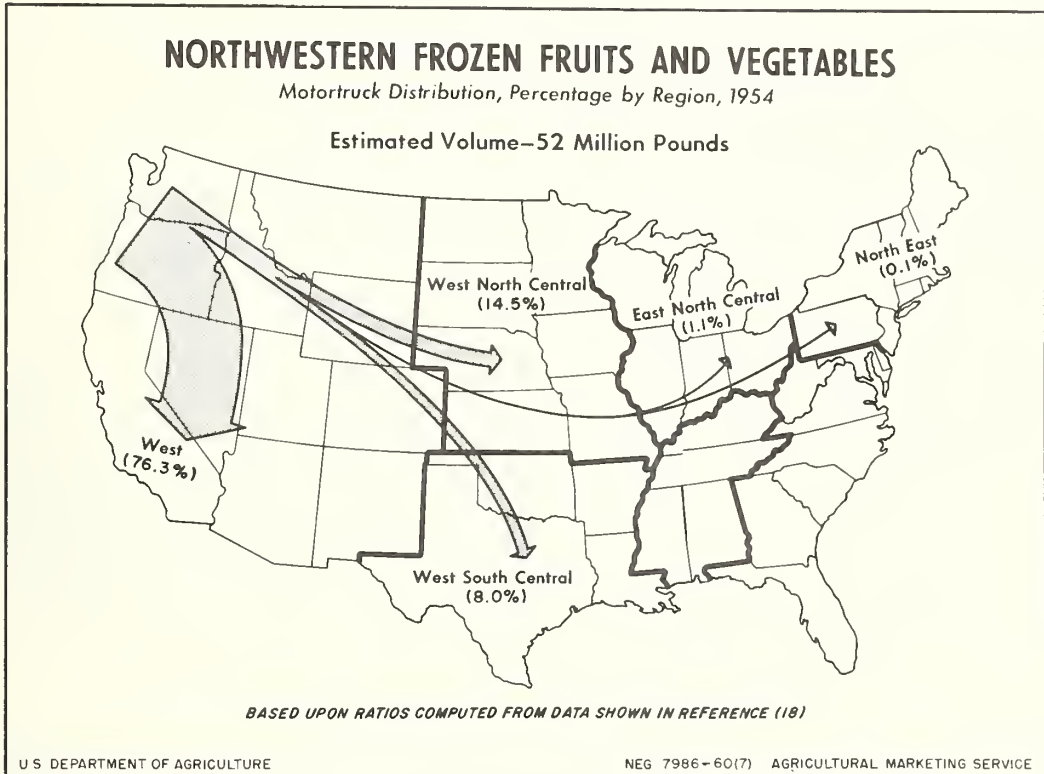 NORTHWESTERN FROZEN FRUITS AND VEGETABLES
Motortruck Distribution, Percentage by Region, 1954
Estimated Volume—52 Million Pounds
North East
(0.1%)
West North Central
(14.5%)
East North Central
(1.1%)
West
(76.3%)
West South Central
(8.0%)
BASED UPON RATIOS COMPUTED FROM DATA SHOWN IN REFERENCE (18)
U S DEPARTMENT OF AGRICULTURE
NEG 7986-60(7) AGRICULTURAL MARKETING SERVICE